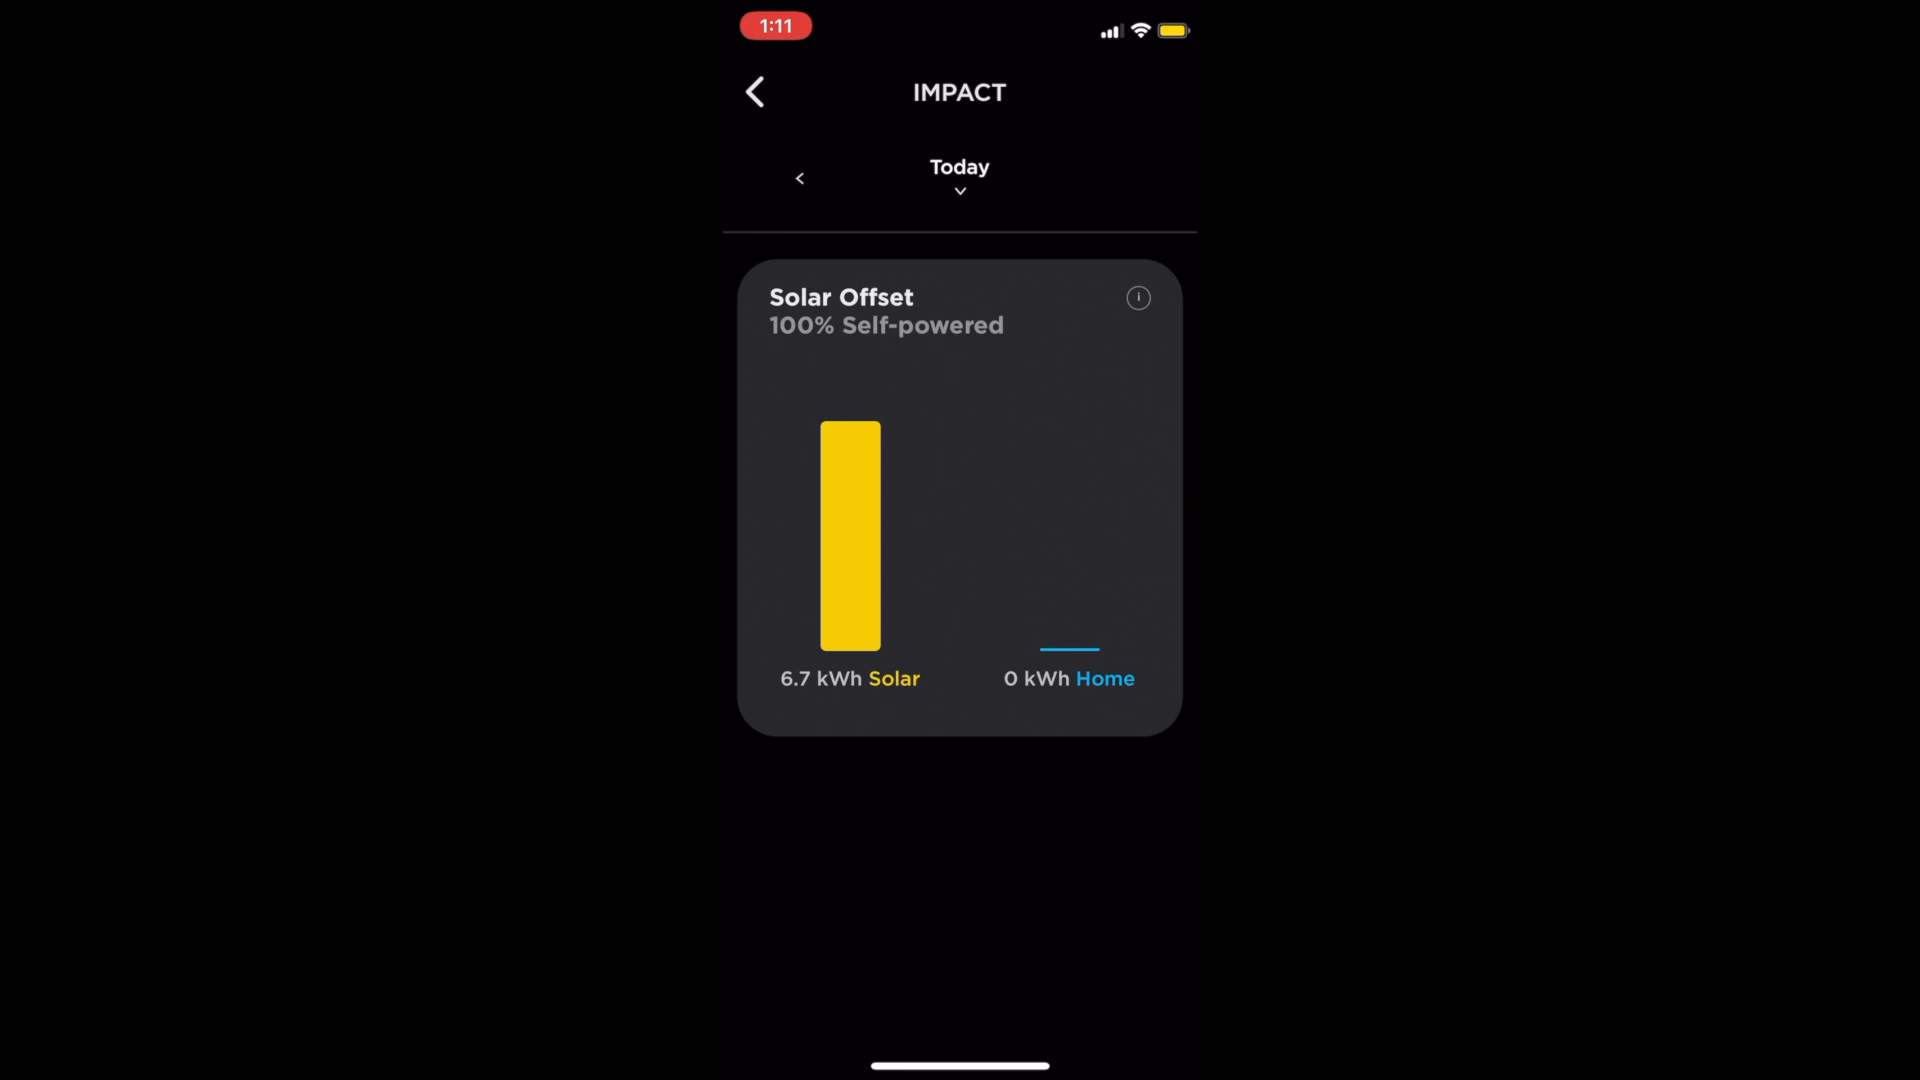 1:11
IMPACT
Today
Solar Offset
100% Self-powered
6.7 kWh Solar
0 kWh Home